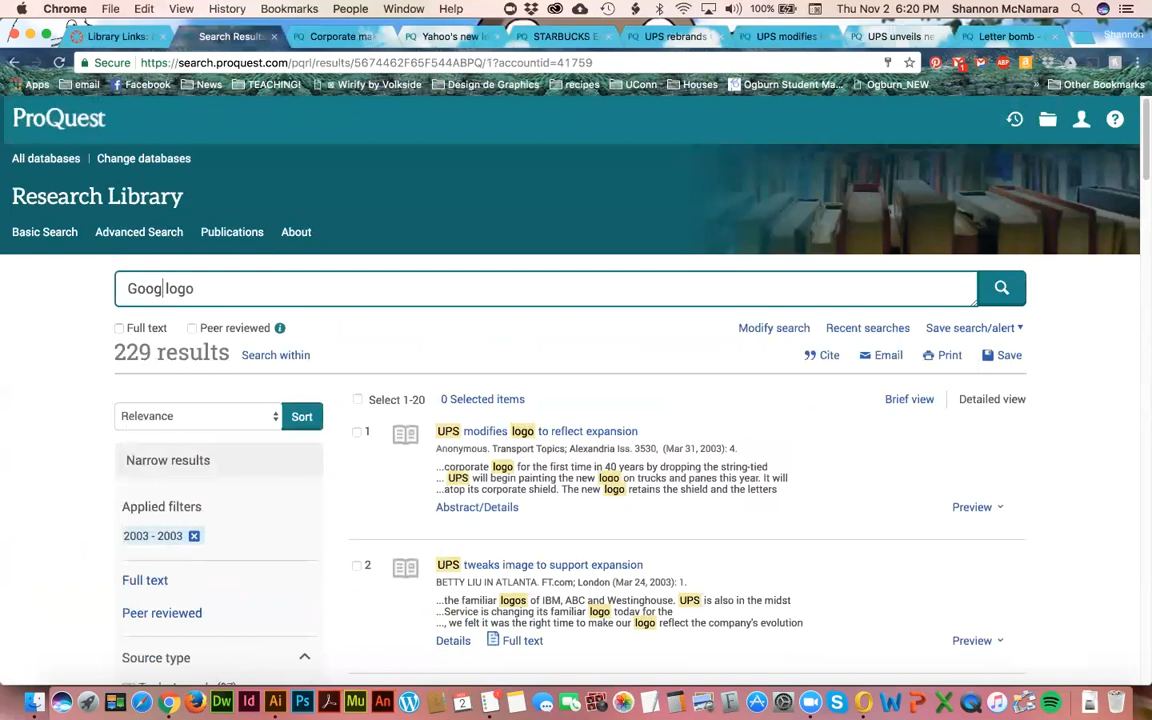 Chrome File Edit View History Bookmarks People Window Help 100% Thu Nov 2 6:20 PM Shannon McNamara
Library Links: Search Results Corporate ma Yahoo's new l STARBUCKS E UPS rebrands UPS modifies UPS unveils ne Letter bomb - Shannon
Secure https://search.proquest.com/pqrl/results/5674462F65F544ABPQ/1?accountid=41759
Apps email Facebook News TEACHING! Wirify by Volkside Design de Graphics recipes UConn Houses Ogburn Student Ma... Ogburn_NEW » Other Bookmarks
ProQuest
All databases | Change databases
Research Library
Basic Search Advanced Search Publications About
Goog logo
Full text Peer reviewed Modify search Recent searches Save search/alert
229 results Search within Cite Email Print Save
Select 1-20 0 Selected items Brief view Detailed view
Relevance Sort
1 UPS modifies logo to reflect expansion
Anonymous. Transport Topics; Alexandria Iss. 3530, (Mar 31, 2003): 4.
...corporate logo for the first time in 40 years by dropping the string-tied
... UPS will begin painting the new logo on trucks and panes this year. It will
...atop its corporate shield. The new logo retains the shield and the letters
Abstract/Details Preview
Narrow results
Applied filters
2003 - 2003
Full text
Peer reviewed
Source type
2 UPS tweaks image to support expansion
BETTY LIU IN ATLANTA. FT.com; London (Mar 24, 2003): 1.
...the familiar logos of IBM, ABC and Westinghouse. UPS is also in the midst
...Service is changing its familiar logo today for the
..., we felt it was the right time to make our logo reflect the company's evolution
Details Full text Preview